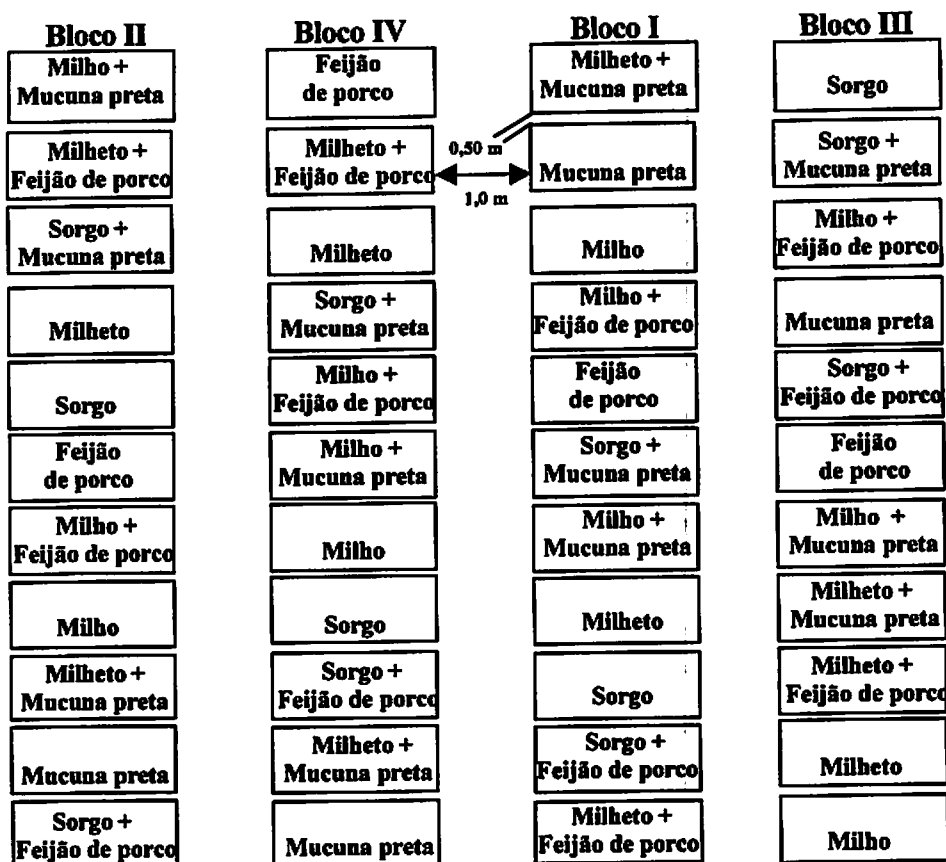 Bloco II
Milho +
Mucuna preta
Milheto +
Feijão de porco
Sorgo +
Mucuna preta
Milheto
Sorgo
Feijão
de porco
Milho +
Feijão de porco
Milho
Milheto +
Mucuna preta
Mucuna preta
Sorgo +
Feijão de porco
Bloco IV
Feijão
de porco
Milheto +
Feijão de porco
Milheto
Sorgo +
Mucuna preta
Milho +
Feijão de porco
Milho +
Mucuna preta
Milho
Sorgo
Sorgo +
Feijão de porco
Milheto +
Mucuna preta
Mucuna preta
0,50 m
1,0 m
Bloco I
Milheto +
Mucuna preta
Mucuna preta
Milho
Milho +
Feijão de porco
Feijão
de porco
Sorgo +
Mucuna preta
Milho +
Mucuna preta
Milheto
Sorgo
Sorgo +
Feijão de porco
Milheto +
Feijão de porco
Bloco III
Sorgo
Sorgo +
Mucuna preta
Milho +
Feijão de porco
Mucuna preta
Sorgo +
Feijão de porco
Feijão
de porco
Milho +
Mucuna preta
Milheto +
Mucuna preta
Milheto +
Feijão de porco
Milheto
Milho